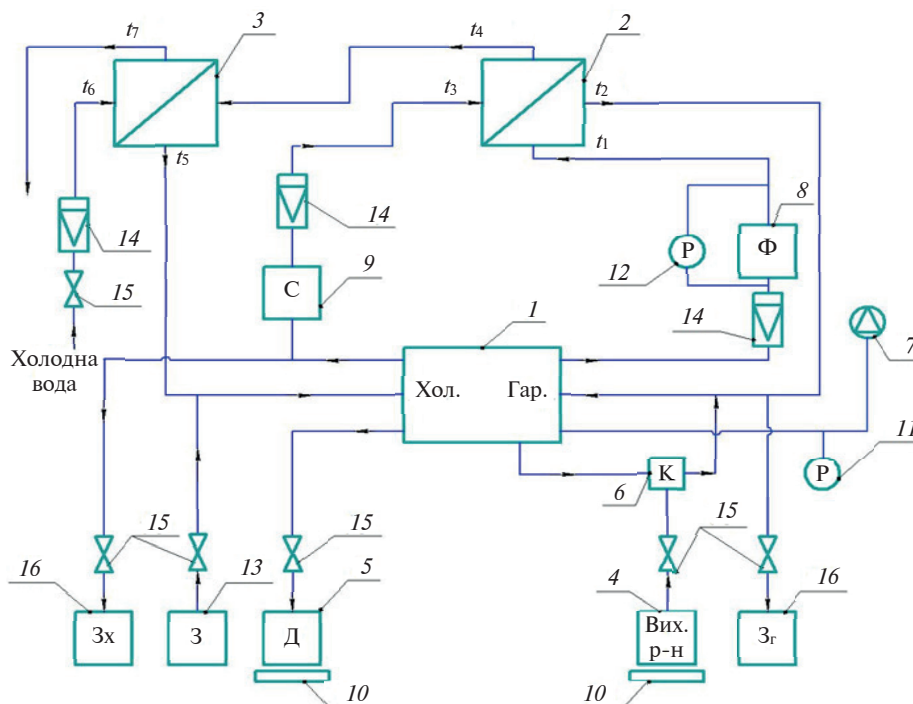 t7
3
t4
2
t6
t3
t2
t5
t1
8
14
9
Ф
P
12
15
C
1
14
7
Холодна
вода
Хол.
Гар.
11
K
P
6
15
15
15
16
13
5
4
16
Зх
З
Д
Вих.
р-н
Зг
10
10